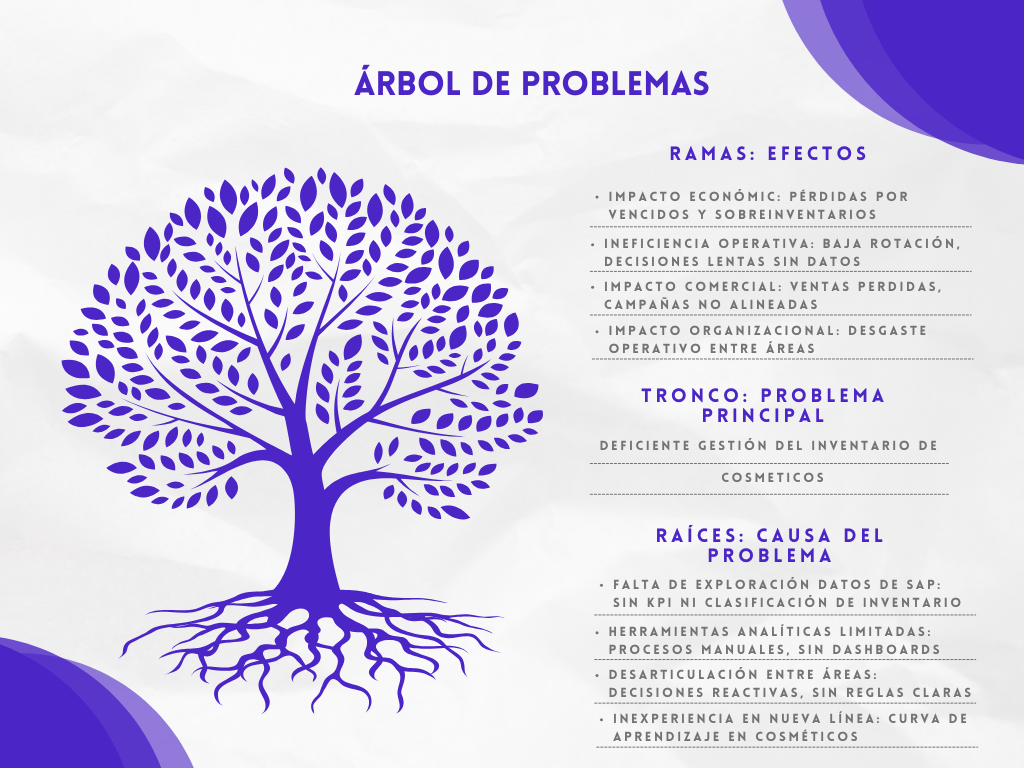 ÁRBOL DE PROBLEMAS
RAMAS: EFECTOS
• IMPACTO ECONÓMIC: PÉRDIDAS POR
VENCIDOS Y SOBREINVENTARIOS
• INEFICIENCIA OPERATIVA: BAJA ROTACIÓN,
DECISIONES LENTAS SIN DATOS
• IMPACTO COMERCIAL: VENTAS PERDIDAS,
CAMPAÑAS NO ALINEADAS
• IMPACTO ORGANIZACIONAL: DESGASTE
OPERATIVO ENTRE ÁREAS
TRONCO: PROBLEMA
PRINCIPAL
DEFICIENTE GESTIÓN DEL INVENTARIO DE
COSMETICOS
RAÍCES: CAUSA DEL
PROBLEMA
• FALTA DE EXPLORACIÓN DATOS DE SAP:
SIN KPI NI CLASIFICACIÓN DE INVENTARIO
• HERRAMIENTAS ANALÍTICAS LIMITADAS:
PROCESOS MANUALES, SIN DASHBOARDS
• DESARTICULACIÓN ENTRE ÁREAS:
DECISIONES REACTIVAS, SIN REGLAS CLARAS
• INEXPERIENCIA EN NUEVA LÍNEA: CURVA DE
APRENDIZAJE EN COSMÉTICOS